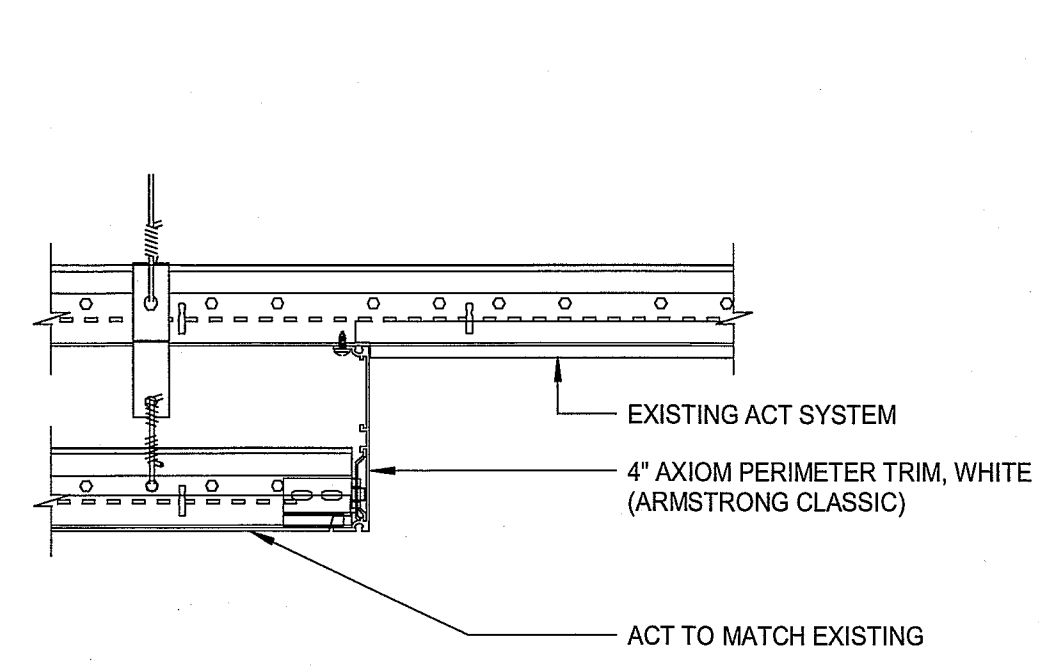 EXISTING ACT SYSTEM
4" AXIOM PERIMETER TRIM, WHITE
(ARMSTRONG CLASSIC)
ACT TO MATCH EXISTING